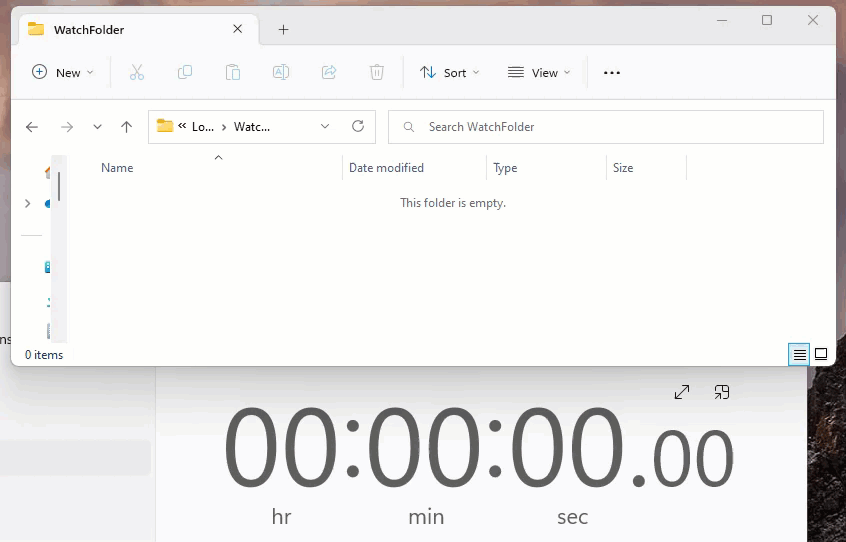 WatchFolder
New
Sort
View
Lo... Watc...
Search WatchFolder
Name Date modified Type Size
This folder is empty.
ns
0 items
00:00:00.00
hr min sec